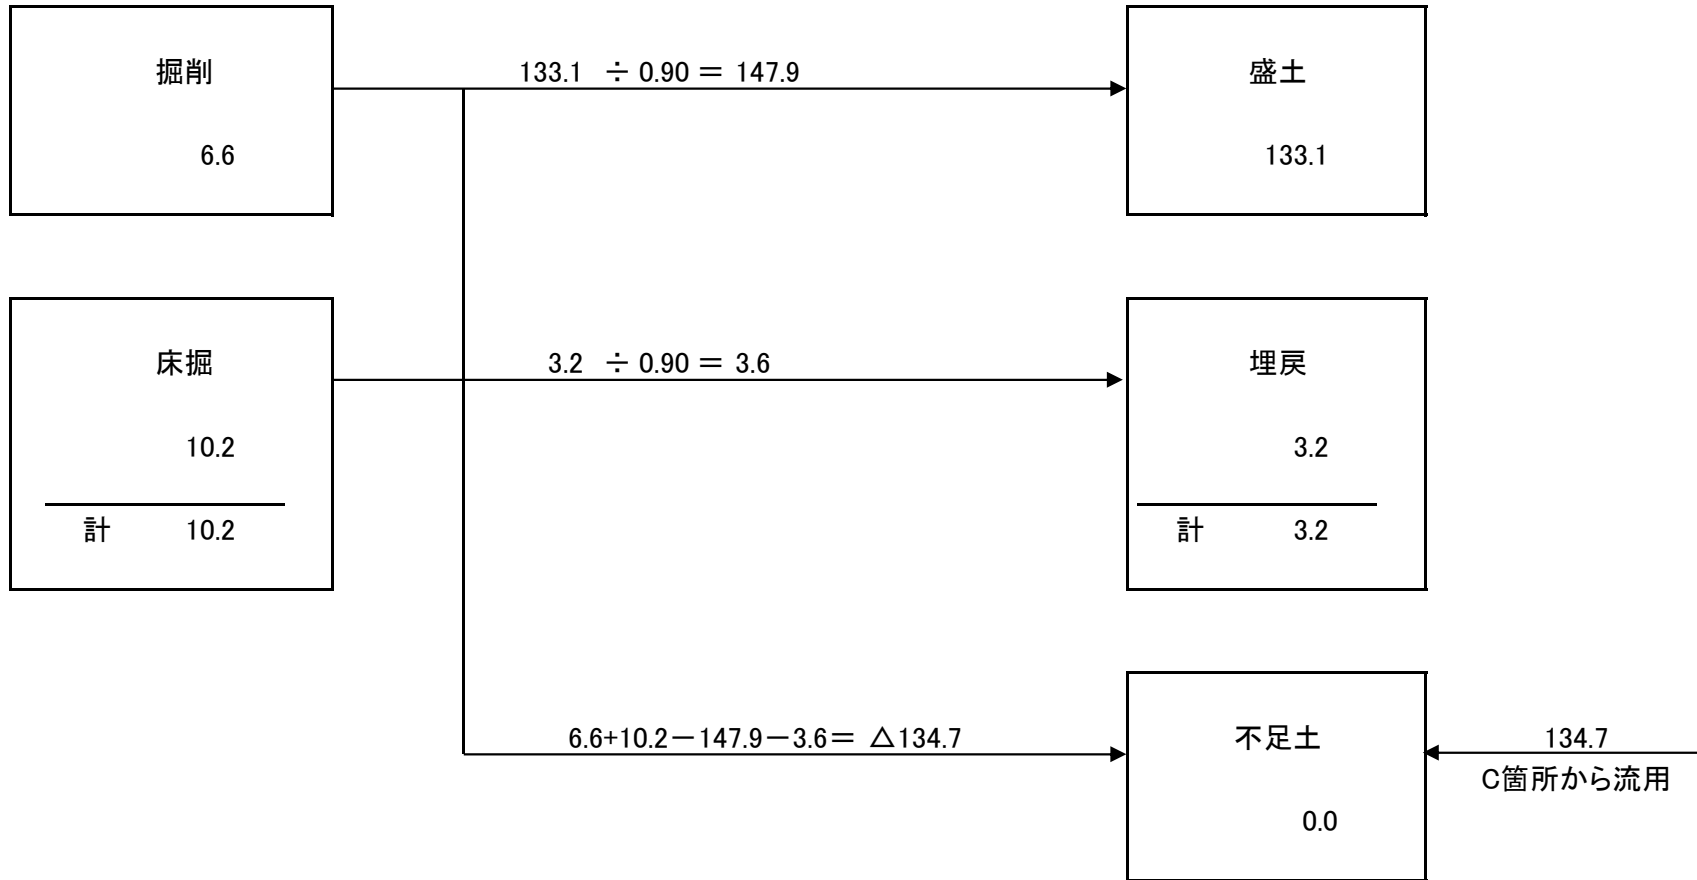 掘削
6.6
133.1 ÷ 0.90 ＝ 147.9
盛土
133.1
床掘
10.2
計 10.2
3.2 ÷ 0.90 ＝ 3.6
埋戻
3.2
計 3.2
6.6+10.2－147.9－3.6＝ △134.7
不足土
0.0
134.7
C箇所から流用